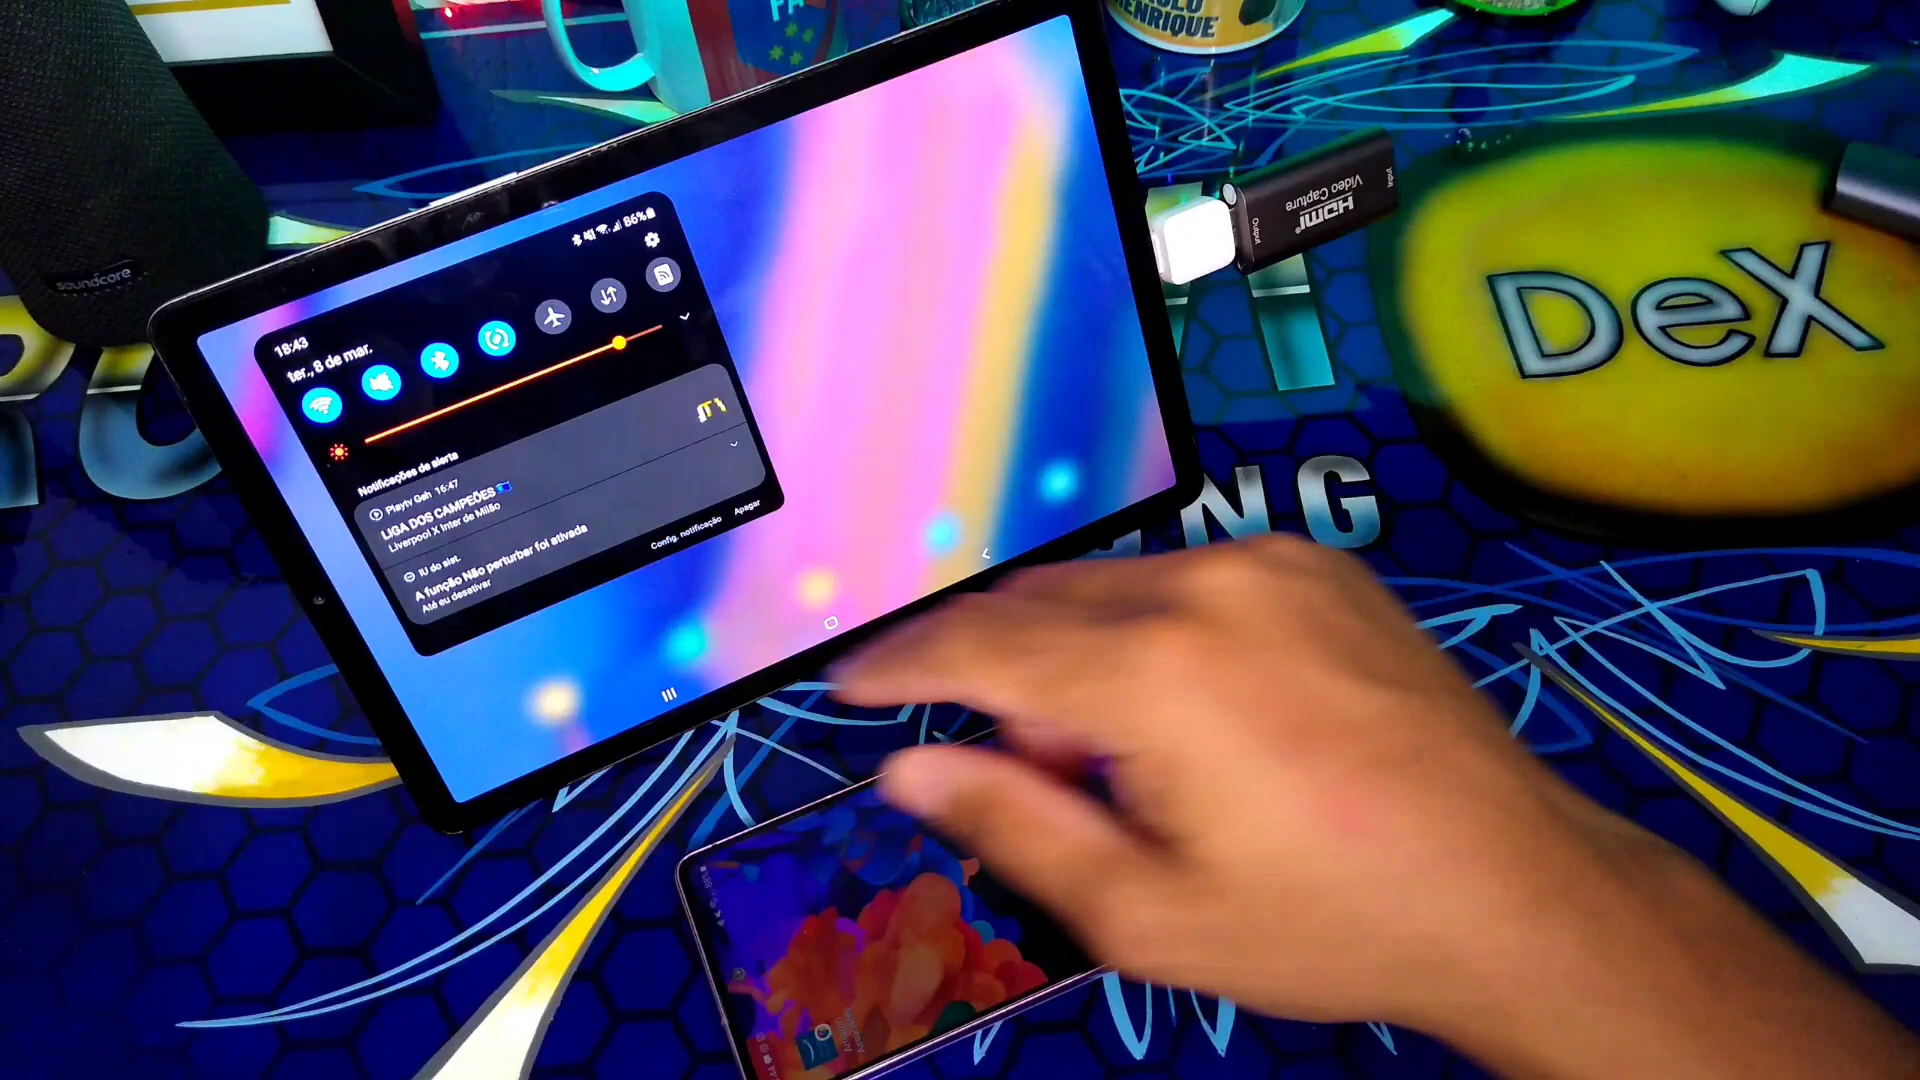 HENRIQUE
soundcore
HDMI
Video Capture
Input
Output
DeX
NG
86%
18:43
ter., 8 de mar.
Notificações de alerta
Playtv Geh 16:47
LIGA DOS CAMPEÕES
Liverpool X Inter de Milão
IU do sist.
A função Não perturbar foi ativada
Até eu desativar
Config. notificação
Apagar